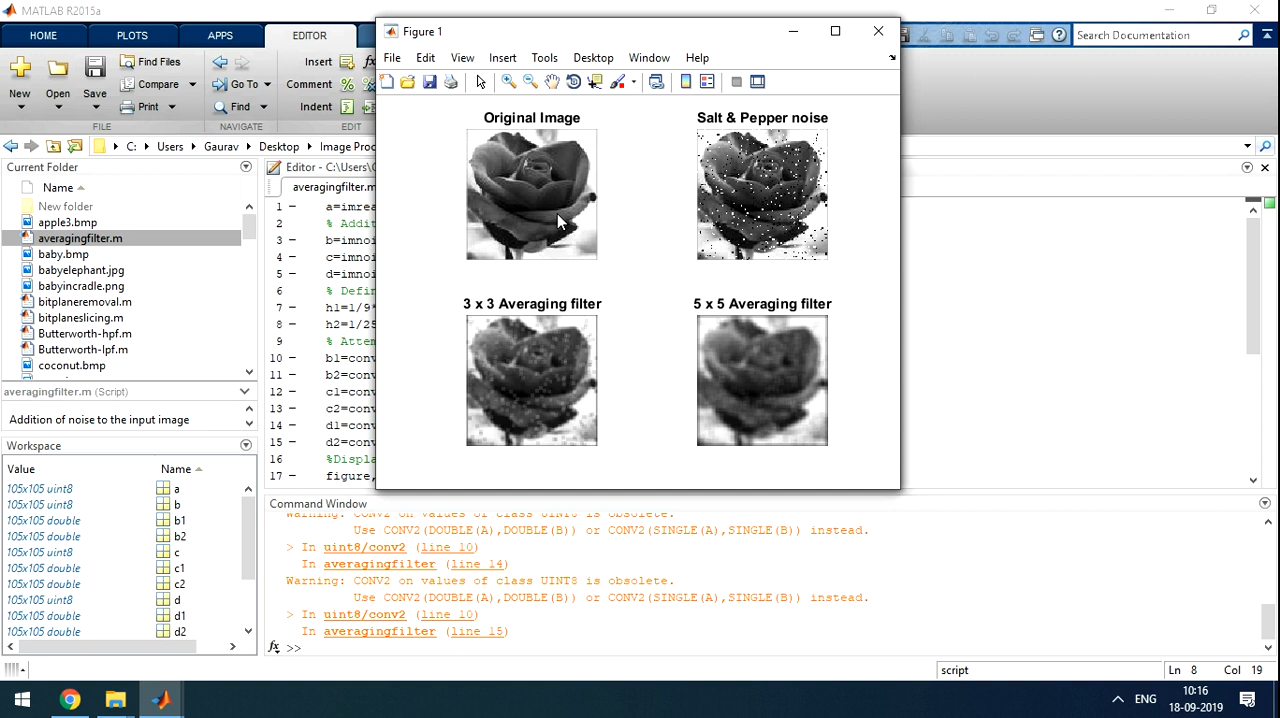 MATLAB R2015a
Figure 1
HOME PLOTS APPS EDITOR
Search Documentation
File Edit View Insert Tools Desktop Window Help
New
Open
Save
Find Files
Compare
Print
Go To
Find
Insert fx
Comment
Indent
FILE NAVIGATE EDIT
C: Users Gaurav Desktop Image Proc
Current Folder
Name
New folder
apple3.bmp
averagingfilter.m
baby.bmp
babyelephant.jpg
babyincradle.png
bitplaneremoval.m
bitplaneslicing.m
Butterworth-hpf.m
Butterworth-lpf.m
coconut.bmp
averagingfilter.m (Script)
Addition of noise to the input image
Workspace
Value Name
105x105 uint8 a
105x105 uint8 b
105x105 double b1
105x105 double b2
105x105 uint8 c
105x105 double c1
105x105 double c2
105x105 uint8 d
105x105 double d1
105x105 double d2
Editor - C:\Users\
averagingfilter.m
1 - a=imrea
2 % Addit
3 - b=imnoi
4 - c=imnoi
5 - d=imnoi
6 % Defin
7 - h1=1/9*
8 - h2=1/25
9 % Attem
10 - b1=conv
11 - b2=conv
12 - c1=conv
13 - c2=conv
14 - d1=conv
15 - d2=conv
16 %Displa
17 - figure,
Original Image
Salt & Pepper noise
3 x 3 Averaging filter
5 x 5 Averaging filter
Command Window
Warning: CONV2 on values of class UINT8 is obsolete.
Use CONV2(DOUBLE(A),DOUBLE(B)) or CONV2(SINGLE(A),SINGLE(B)) instead.
> In uint8/conv2 (line 10)
In averagingfilter (line 14)
Warning: CONV2 on values of class UINT8 is obsolete.
Use CONV2(DOUBLE(A),DOUBLE(B)) or CONV2(SINGLE(A),SINGLE(B)) instead.
> In uint8/conv2 (line 10)
In averagingfilter (line 15)
fx >>
script Ln 8 Col 19
ENG
10:16
18-09-2019